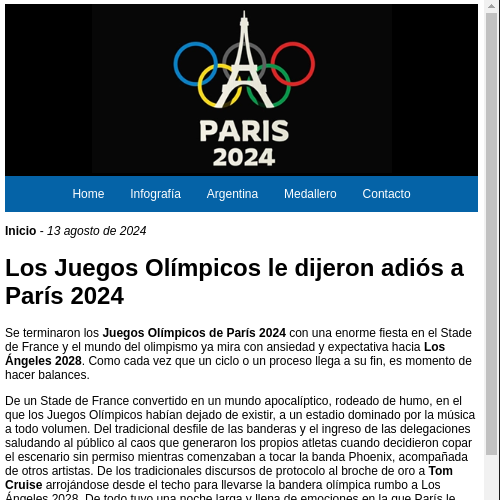 PARIS
2024
Home Infografía Argentina Medallero Contacto
Inicio - 13 agosto de 2024
Los Juegos Olímpicos le dijeron adiós a
París 2024
Se terminaron los Juegos Olímpicos de París 2024 con una enorme fiesta en el Stade
de France y el mundo del olimpismo ya mira con ansiedad y expectativa hacia Los
Ángeles 2028. Como cada vez que un ciclo o un proceso llega a su fin, es momento de
hacer balances.
De un Stade de France convertido en un mundo apocalíptico, rodeado de humo, en el
que los Juegos Olímpicos habían dejado de existir, a un estadio dominado por la música
a todo volumen. Del tradicional desfile de las banderas y el ingreso de las delegaciones
saludando al público al caos que generaron los propios atletas cuando decidieron copar
el escenario sin permiso mientras comenzaban a tocar la banda Phoenix, acompañada
de otros artistas. De los tradicionales discursos de protocolo al broche de oro a Tom
Cruise arrojándose desde el techo para llevarse la bandera olímpica rumbo a Los
Ángeles 2028. De todo tuvo una noche larga y llena de emociones en la que París le